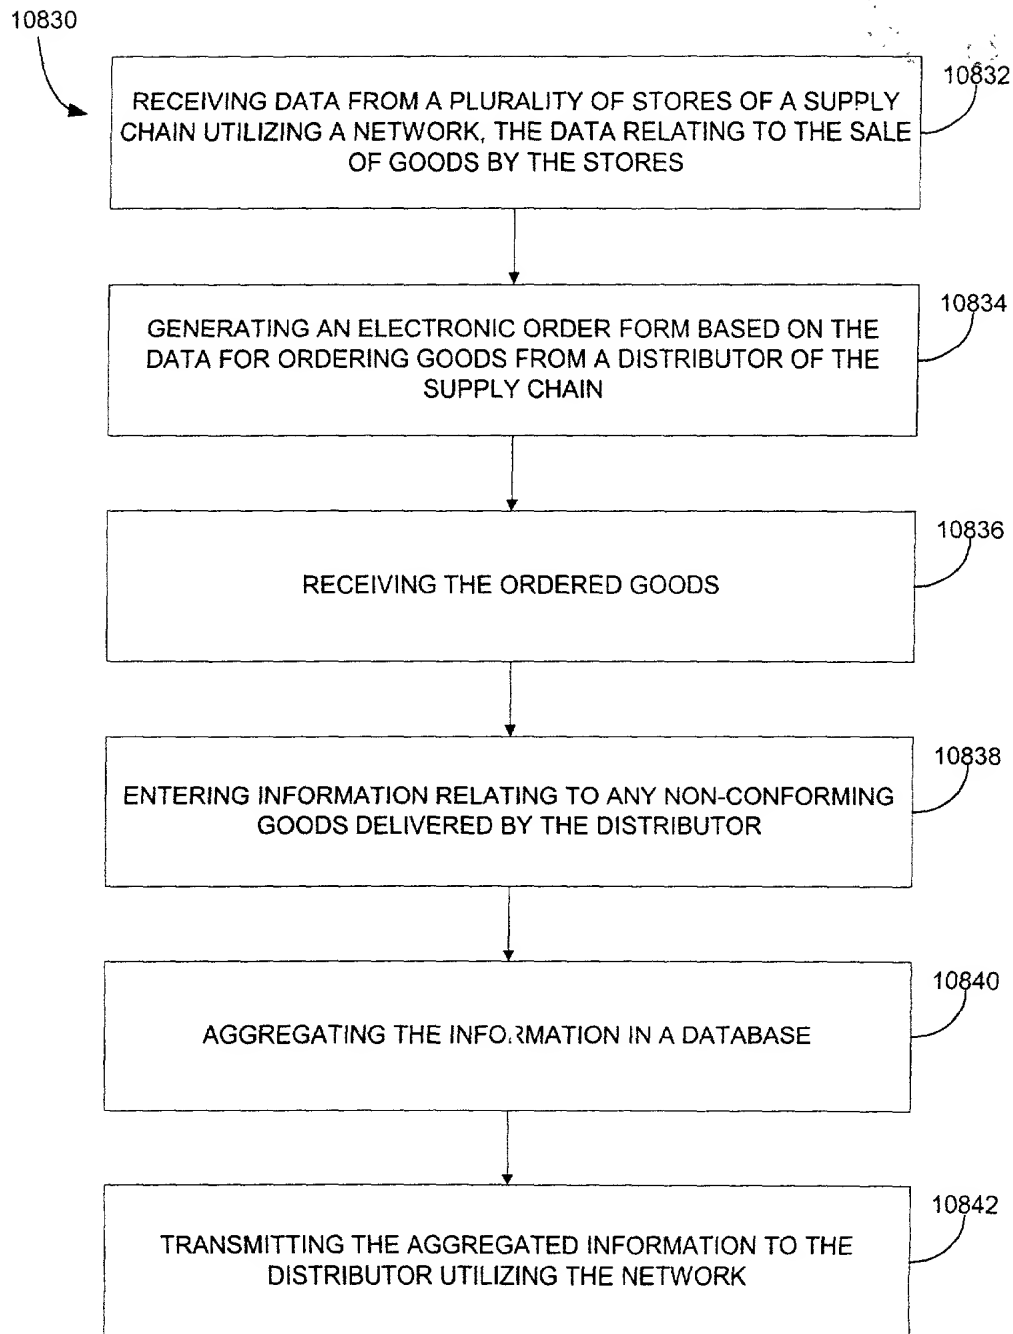 10830
10832
RECEIVING DATA FROM A PLURALITY OF STORES OF A SUPPLY
CHAIN UTILIZING A NETWORK, THE DATA RELATING TO THE SALE
OF GOODS BY THE STORES
10834
GENERATING AN ELECTRONIC ORDER FORM BASED ON THE
DATA FOR ORDERING GOODS FROM A DISTRIBUTOR OF THE
SUPPLY CHAIN
10836
RECEIVING THE ORDERED GOODS
10838
ENTERING INFORMATION RELATING TO ANY NON-CONFORMING
GOODS DELIVERED BY THE DISTRIBUTOR
10840
AGGREGATING THE INFORMATION IN A DATABASE
10842
TRANSMITTING THE AGGREGATED INFORMATION TO THE
DISTRIBUTOR UTILIZING THE NETWORK